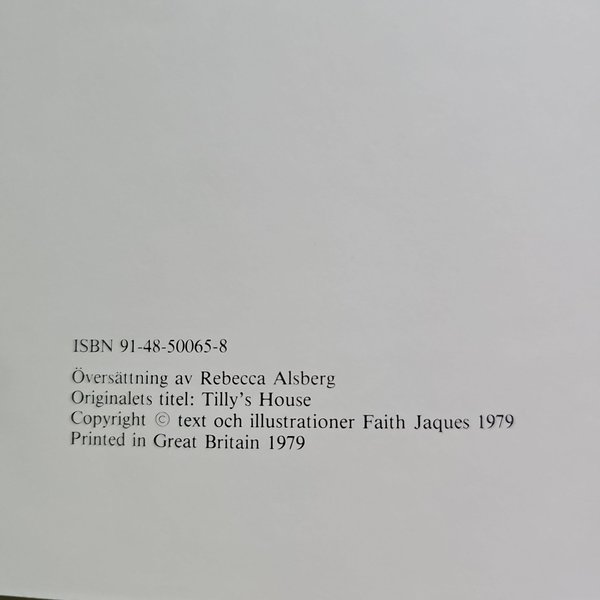 ISBN 91-48-50065-8
Översättning av Rebecca Alsberg
Originalets titel: Tilly's House
Copyright © text och illustrationer Faith Jaques 1979
Printed in Great Britain 1979